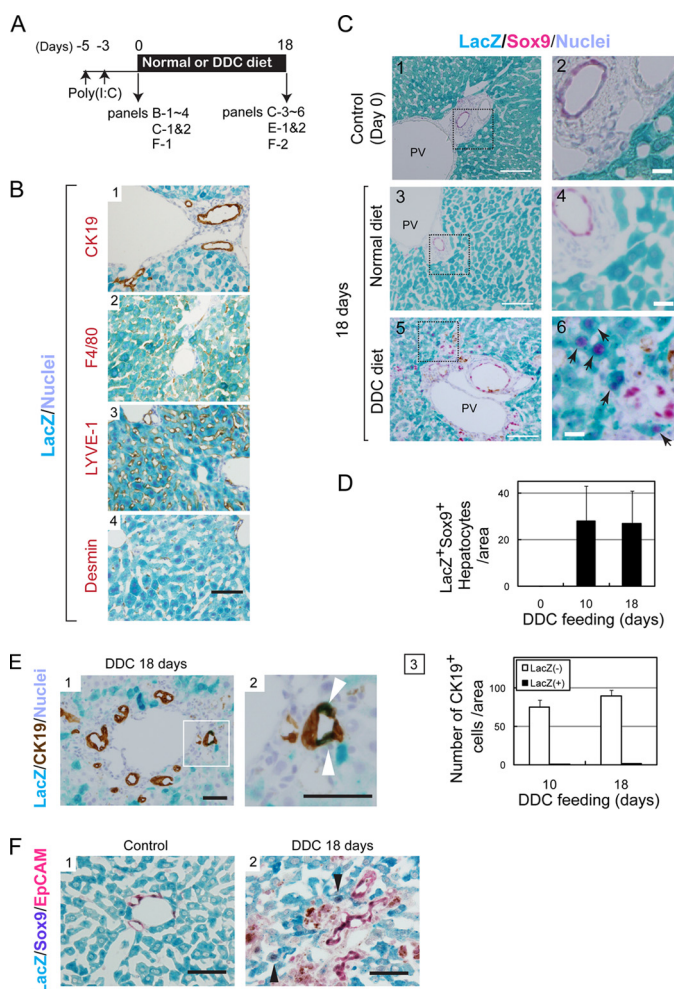 A
(Days) -5 -3 0 18
Normal or DDC diet
Poly(I:C)
panels B-1~4
C-1&2
F-1
panels C-3~6
E-1&2
F-2
B
LacZ/Nuclei
CK19
1
F4/80
2
LYVE-1
3
Desmin
4
C
LacZ/Sox9/Nuclei
Control
(Day 0)
1
PV
2
18 days
Normal diet
3
PV
4
DDC diet
5
PV
6
D
LacZ+Sox9+
Hepatocytes
/area
40
20
0
0 10 18
DDC feeding (days)
E
DDC 18 days
LacZ/CK19/Nuclei
1
2
3
Number of CK19+
cells /area
LacZ(-)
LacZ(+)
100
50
0
10 18
DDC feeding (days)
F
LacZ/Sox9/EpCAM
Control
1
DDC 18 days
2